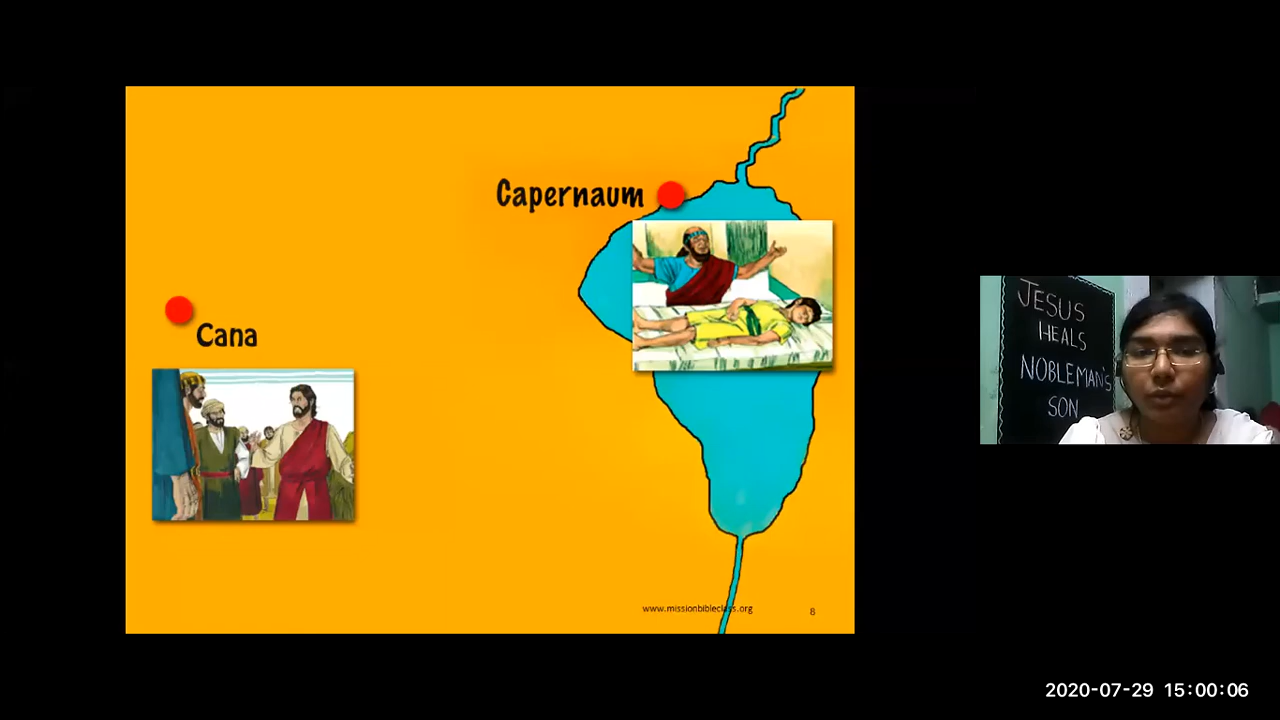 Capernaum
Cana
www.missionbibleclass.org
8
JESUS
HEALS
NOBLEMAN'S
SON
2020-07-29 15:00:06